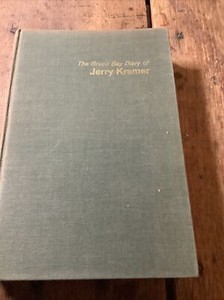 The Green Bay Diary of
Jerry Kramer